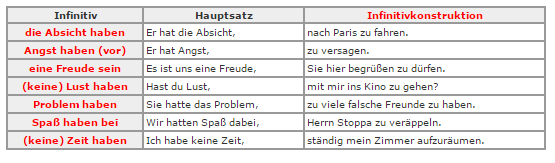 Infinitiv Hauptsatz Infinitivkonstruktion
die Absicht haben Er hat die Absicht, nach Paris zu fahren.
Angst haben (vor) Er hat Angst, zu versagen.
eine Freude sein Es ist uns eine Freude, Sie hier begrüßen zu dürfen.
(keine) Lust haben Hast du Lust, mit mir ins Kino zu gehen?
Problem haben Sie hatte das Problem, zu viele falsche Freunde zu haben.
Spaß haben bei Wir hatten Spaß dabei, Herrn Stoppa zu veräppeln.
(keine) Zeit haben Ich habe keine Zeit, ständig mein Zimmer aufzuräumen.